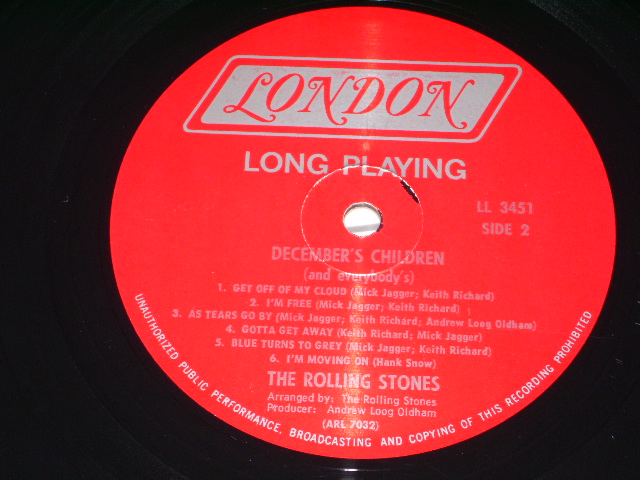 LONDON
LONG PLAYING
LL 3451
SIDE 2
DECEMBER'S CHILDREN
(and everybody's)
1. GET OFF OF MY CLOUD (Mick Jagger; Keith Richard)
2. I'M FREE (Mick Jagger; Keith Richard)
3. AS TEARS GO BY (Mick Jagger; Keith Richard; Andrew Loog Oldham)
4. GOTTA GET AWAY (Keith Richard; Mick Jagger)
5. BLUE TURNS TO GREY (Mick Jagger; Keith Richard)
6. I'M MOVING ON (Hank Snow)
THE ROLLING STONES
Arranged by: The Rolling Stones
Producer: Andrew Loog Oldham
(ARL 7032)
UNAUTHORIZED PUBLIC PERFORMANCE, BROADCASTING AND COPYING OF THIS RECORDING PROHIBITED